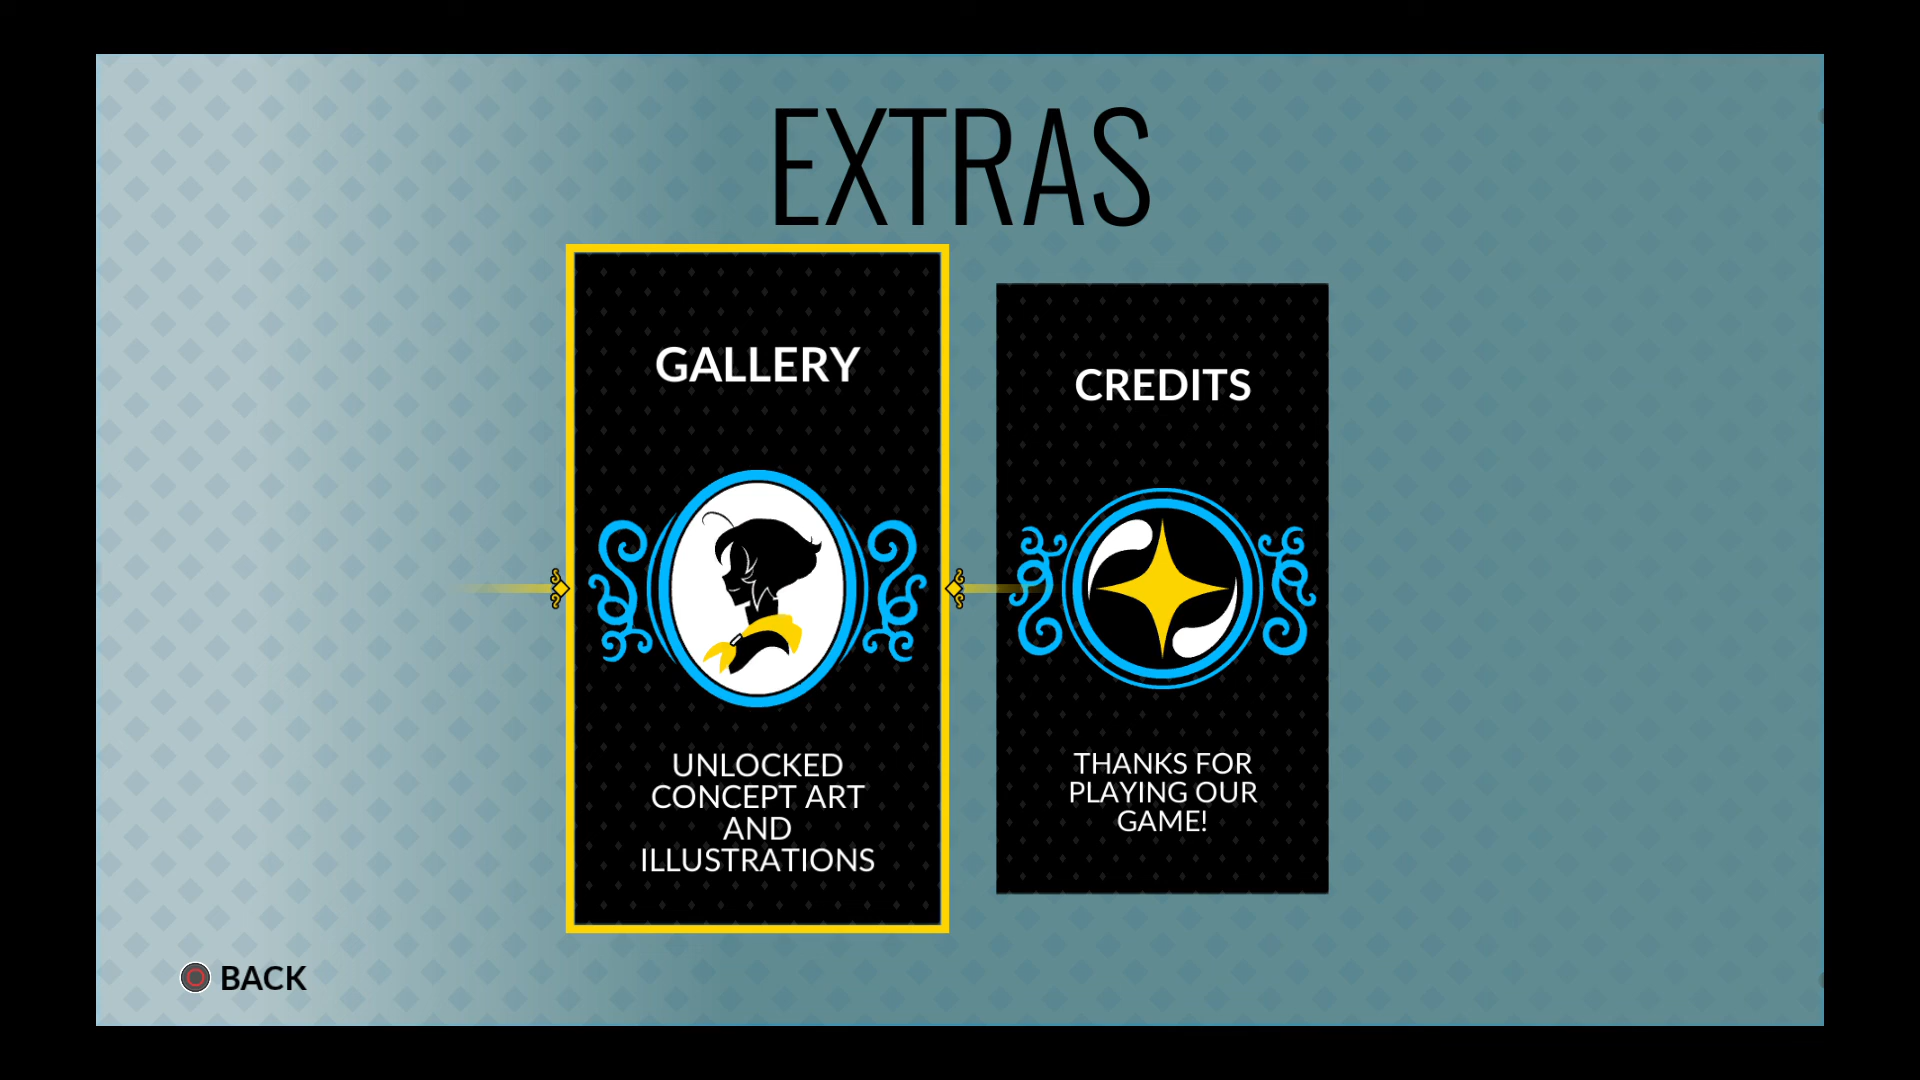 EXTRAS
GALLERY
UNLOCKED
CONCEPT ART
AND
ILLUSTRATIONS
CREDITS
THANKS FOR
PLAYING OUR
GAME!
BACK